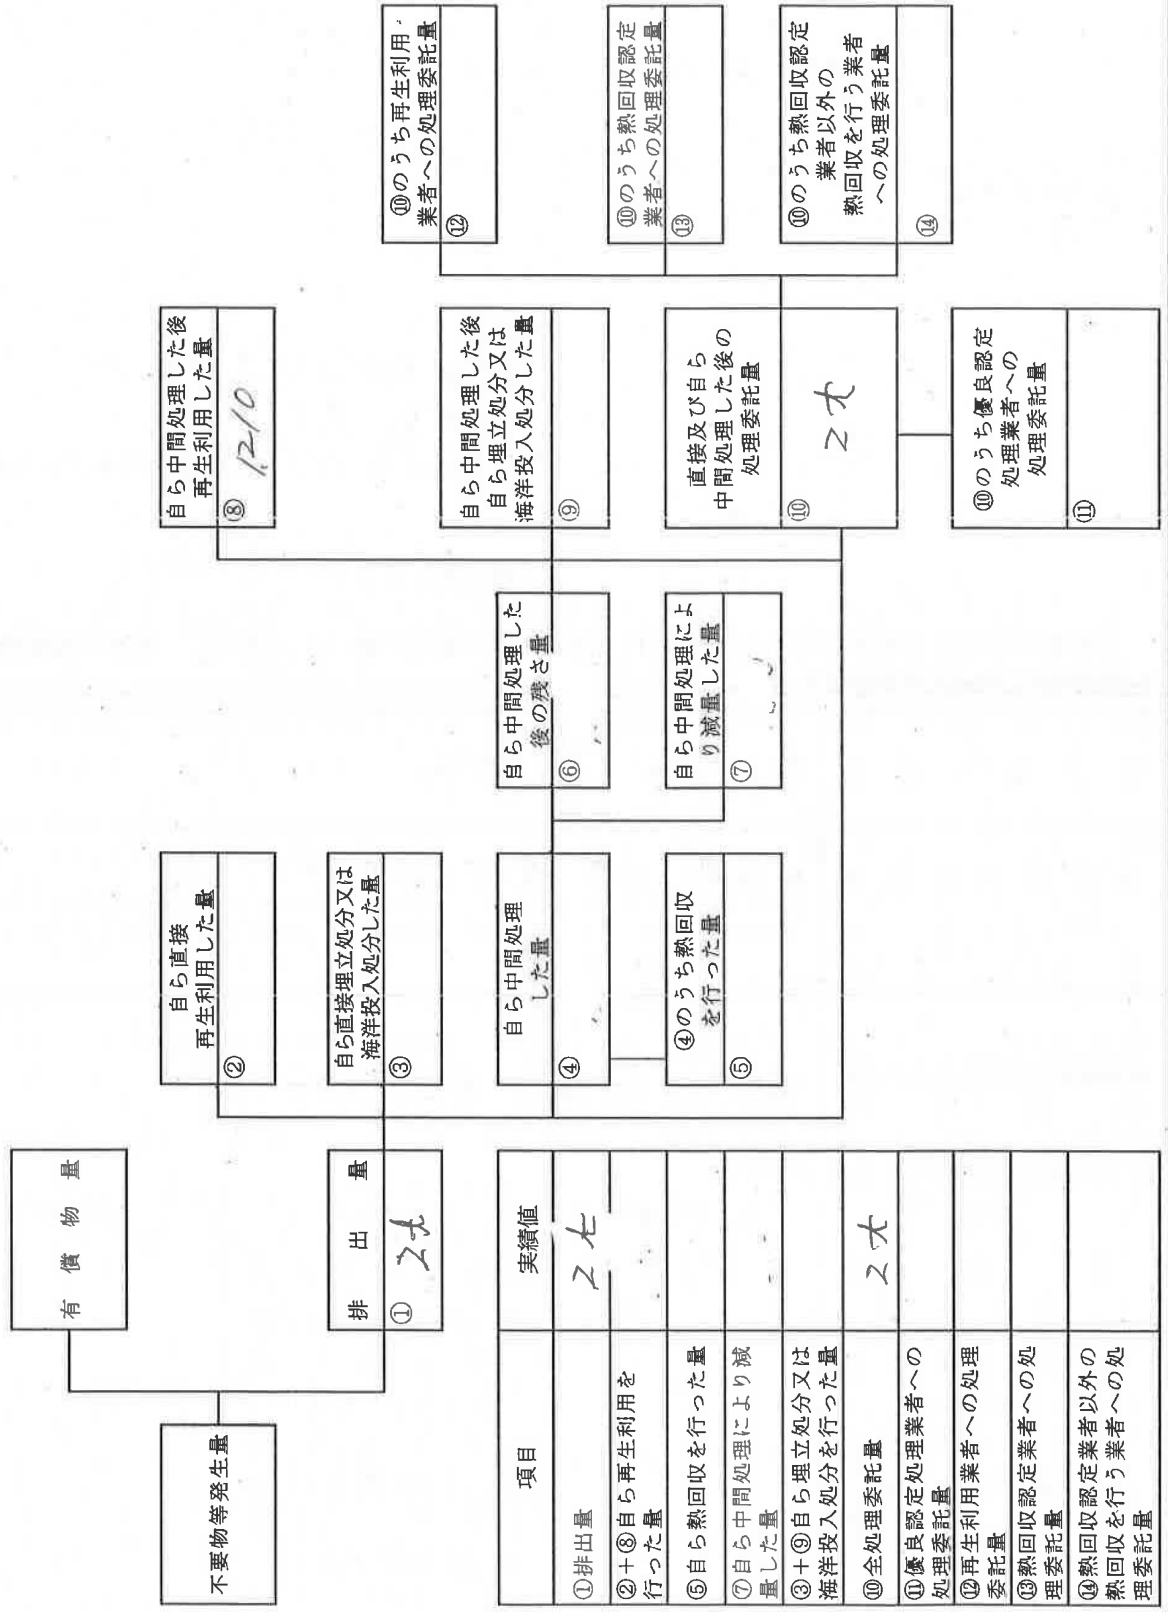 不要物等発生量
有償物量
排出量
① 2t
自ら直接
再生利用した量
②
自ら直接埋立処分又は
海洋投入処分した量
③
自ら中間処理
した量
④
④のうち熱回収
を行った量
⑤
自ら中間処理した
後の残さ量
⑥
自ら中間処理によ
り減量した量
⑦
自ら中間処理した後
再生利用した量
⑧
自ら中間処理した後
自ら埋立処分又は
海洋投入処分した量
⑨
直接及び自ら
中間処理した後の
処理委託量
⑩ 2t
⑩のうち優良認定
処理業者への
処理委託量
⑪
⑩のうち再生利用
業者への処理委託量
⑫
⑩のうち熱回収認定
業者への処理委託量
⑬
⑩のうち熱回収認定
業者以外の
熱回収を行う業者
への処理委託量
⑭
項目 実績値
①排出量 2t
②+⑧自ら再生利用を
行った量
⑤自ら熱回収を行った量
⑦自ら中間処理により減
量した量
③+⑨自ら埋立処分又は
海洋投入処分を行った量
⑩全処理委託量 2t
⑪優良認定処理業者への
処理委託量
⑫再生利用業者への処理
委託量
⑬熱回収認定業者への処
理委託量
⑭熱回収認定業者以外の
熱回収を行う業者への処
理委託量